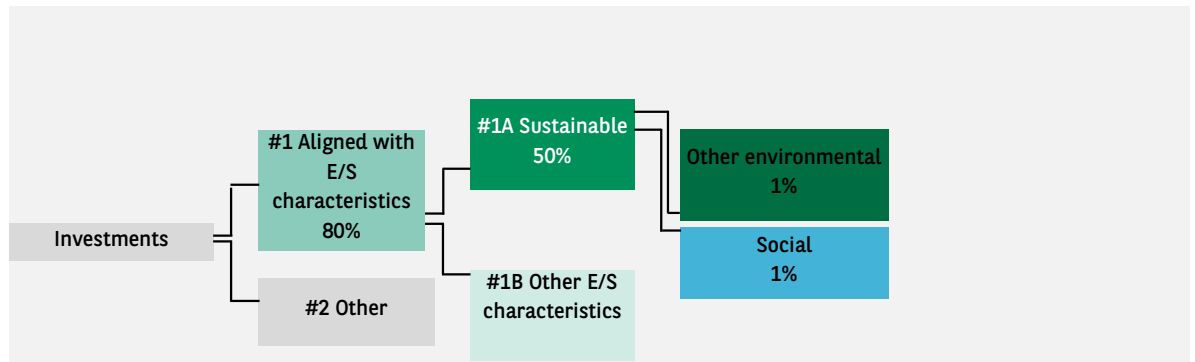 Investments
#1 Aligned with
E/S
characteristics
80%
#2 Other
#1A Sustainable
50%
#1B Other E/S
characteristics
Other environmental
1%
Social
1%